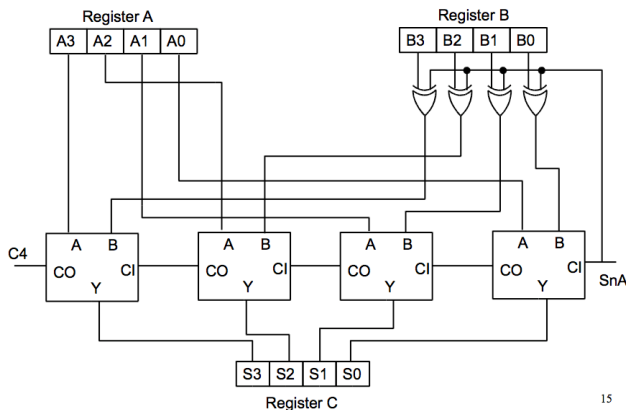 Register A
Register B
A3 A2 A1 A0
B3 B2 B1 B0
A B
A B
A B
A B
C4
CO CI
CO CI
CO CI
CO CI
SnA
Y
Y
Y
Y
S3 S2 S1 S0
Register C
15